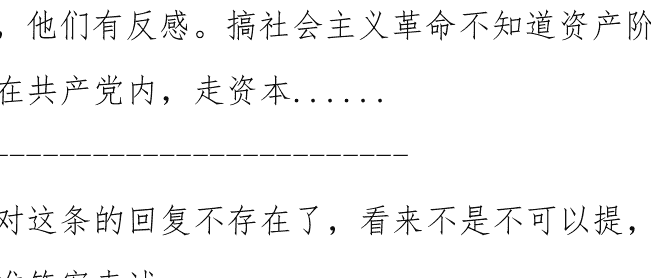 ，他们有反感。搞社会主义革命不知道资产阶
在共产党内，走资本......
-------------------------
对这条的回复不存在了，看来不是不可以提，